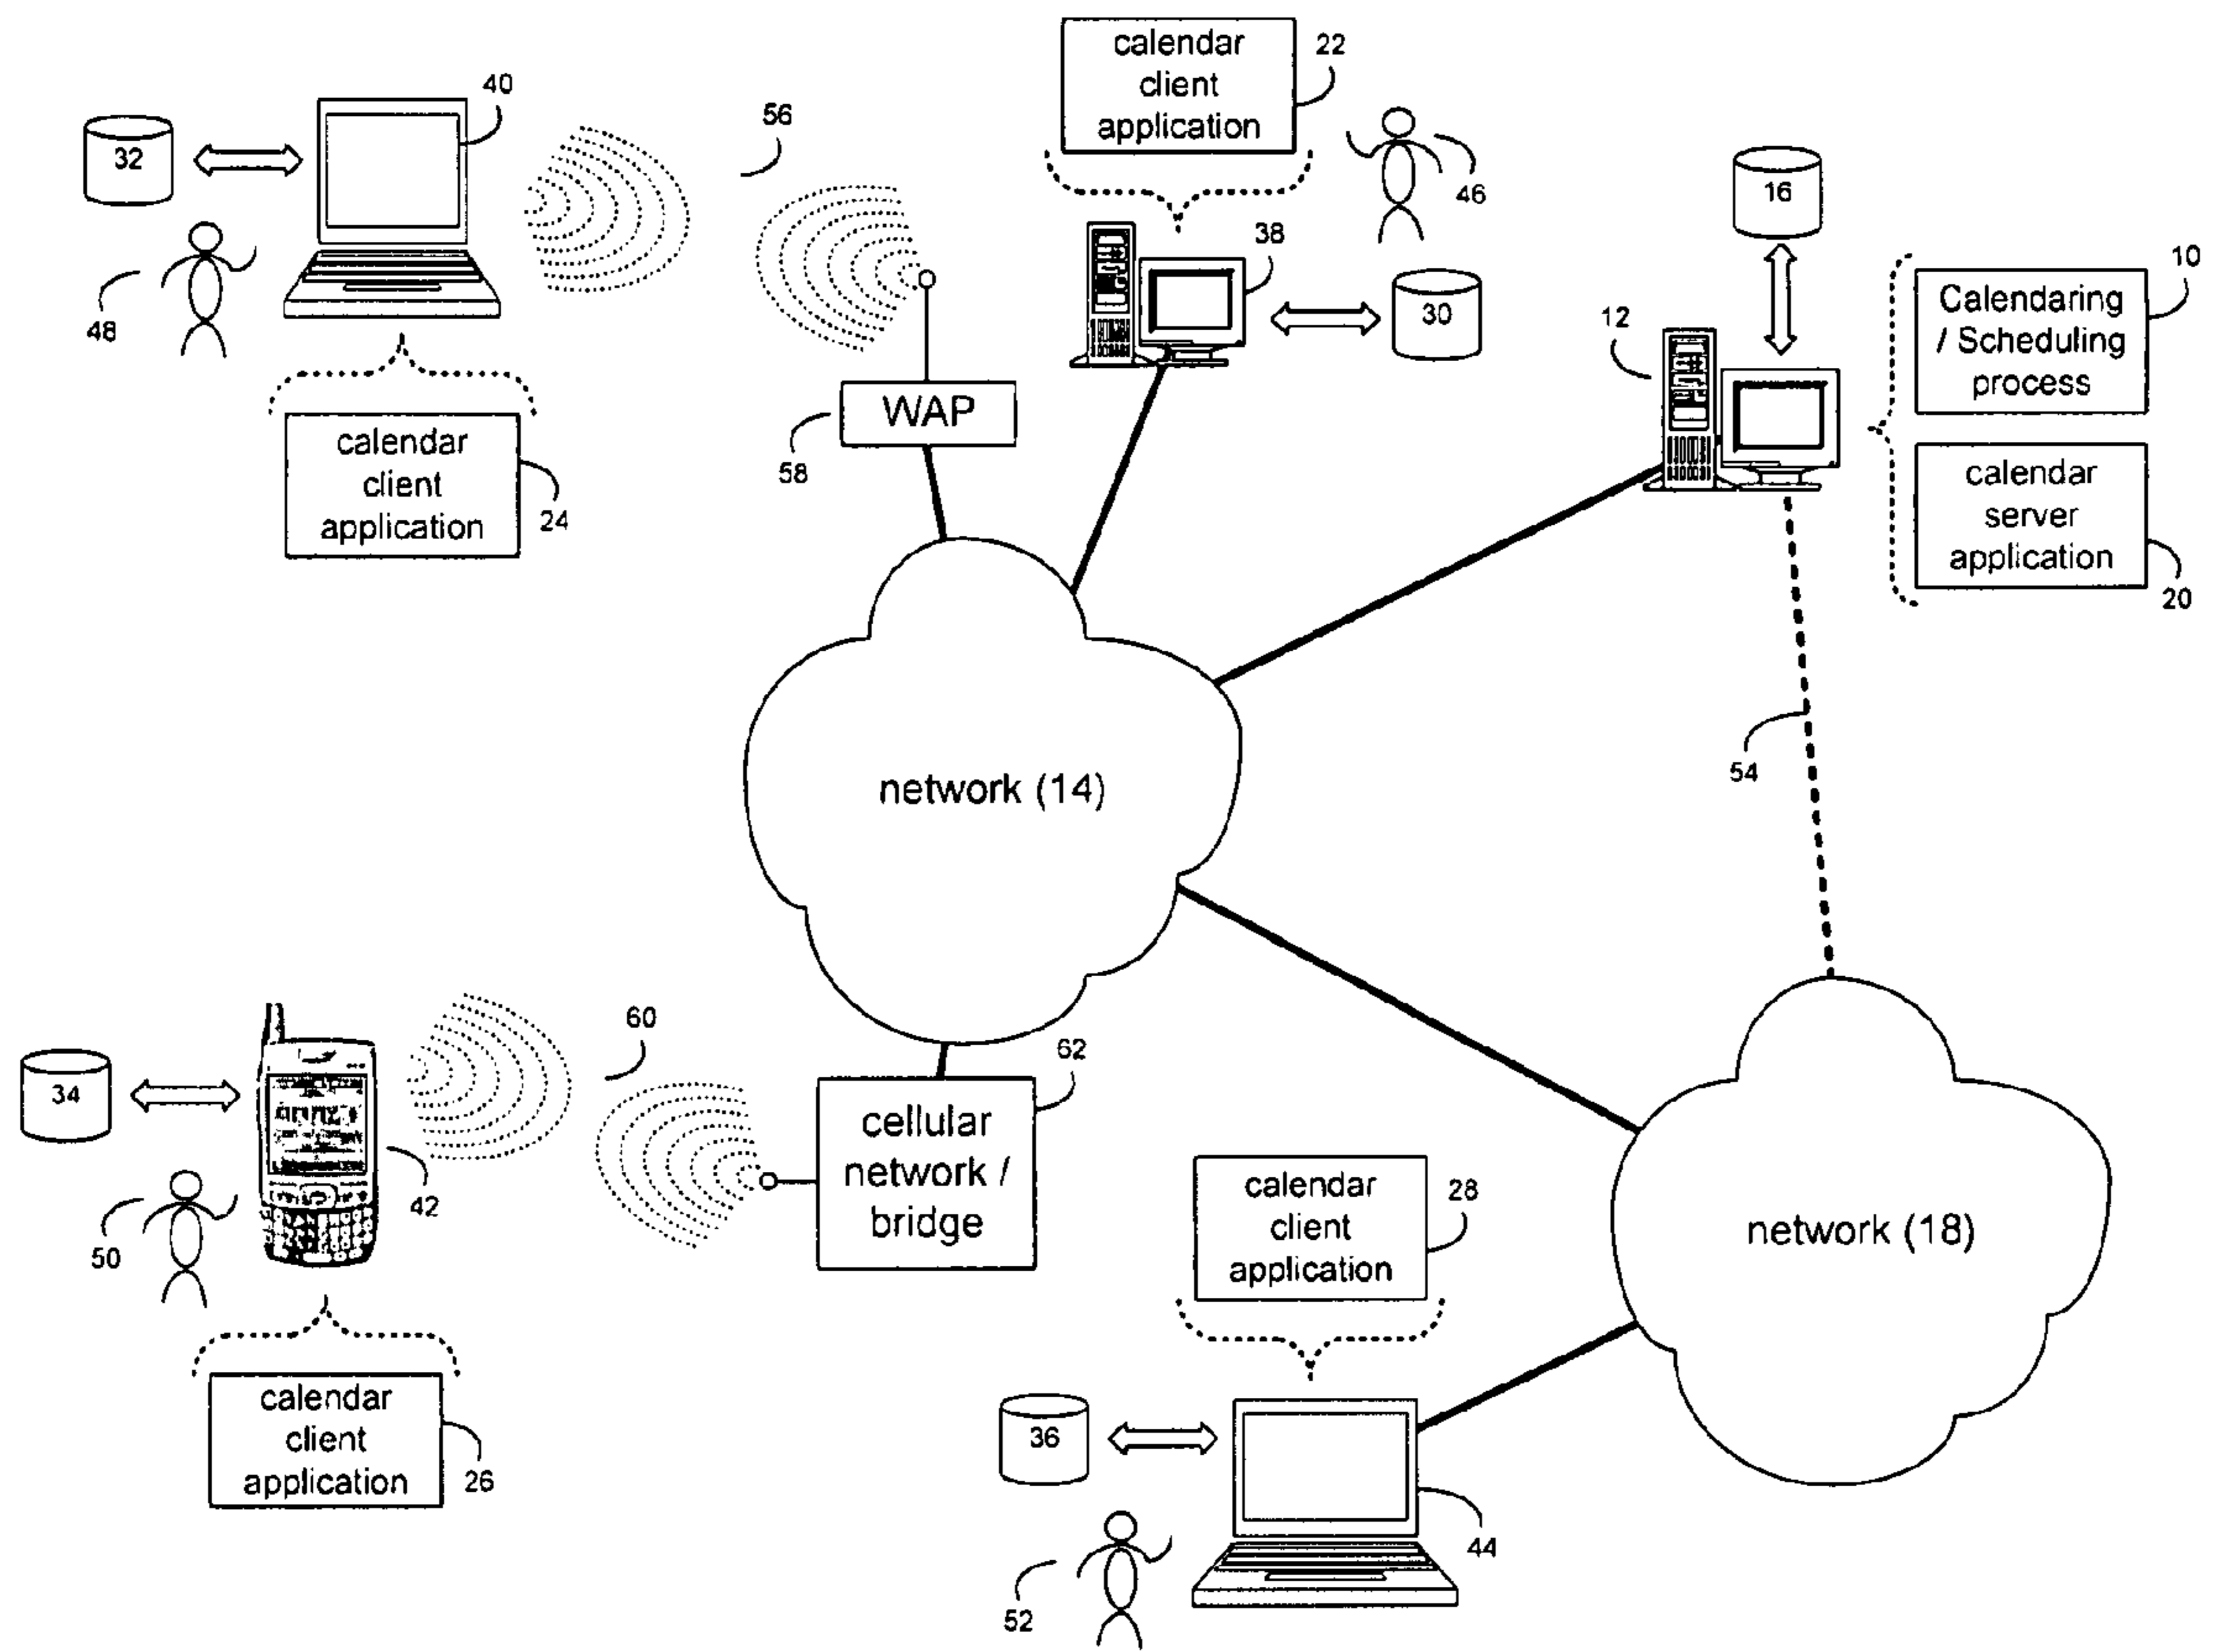 calendar
client
application
22
40
56
32
46
16
38
10
48
30
12
Calendaring
/ Scheduling
process
WAP
58
calendar
client
application
24
calendar
server
application
20
54
network (14)
60
62
34
42
50
cellular
network /
bridge
calendar
client
application
28
network (18)
calendar
client
application
26
36
44
52